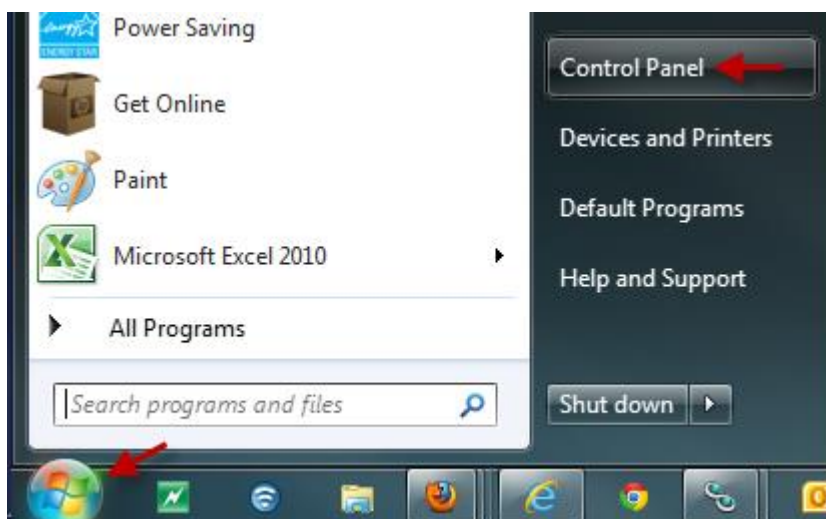 Power Saving
Get Online
Paint
Microsoft Excel 2010
All Programs
Search programs and files
Control Panel
Devices and Printers
Default Programs
Help and Support
Shut down